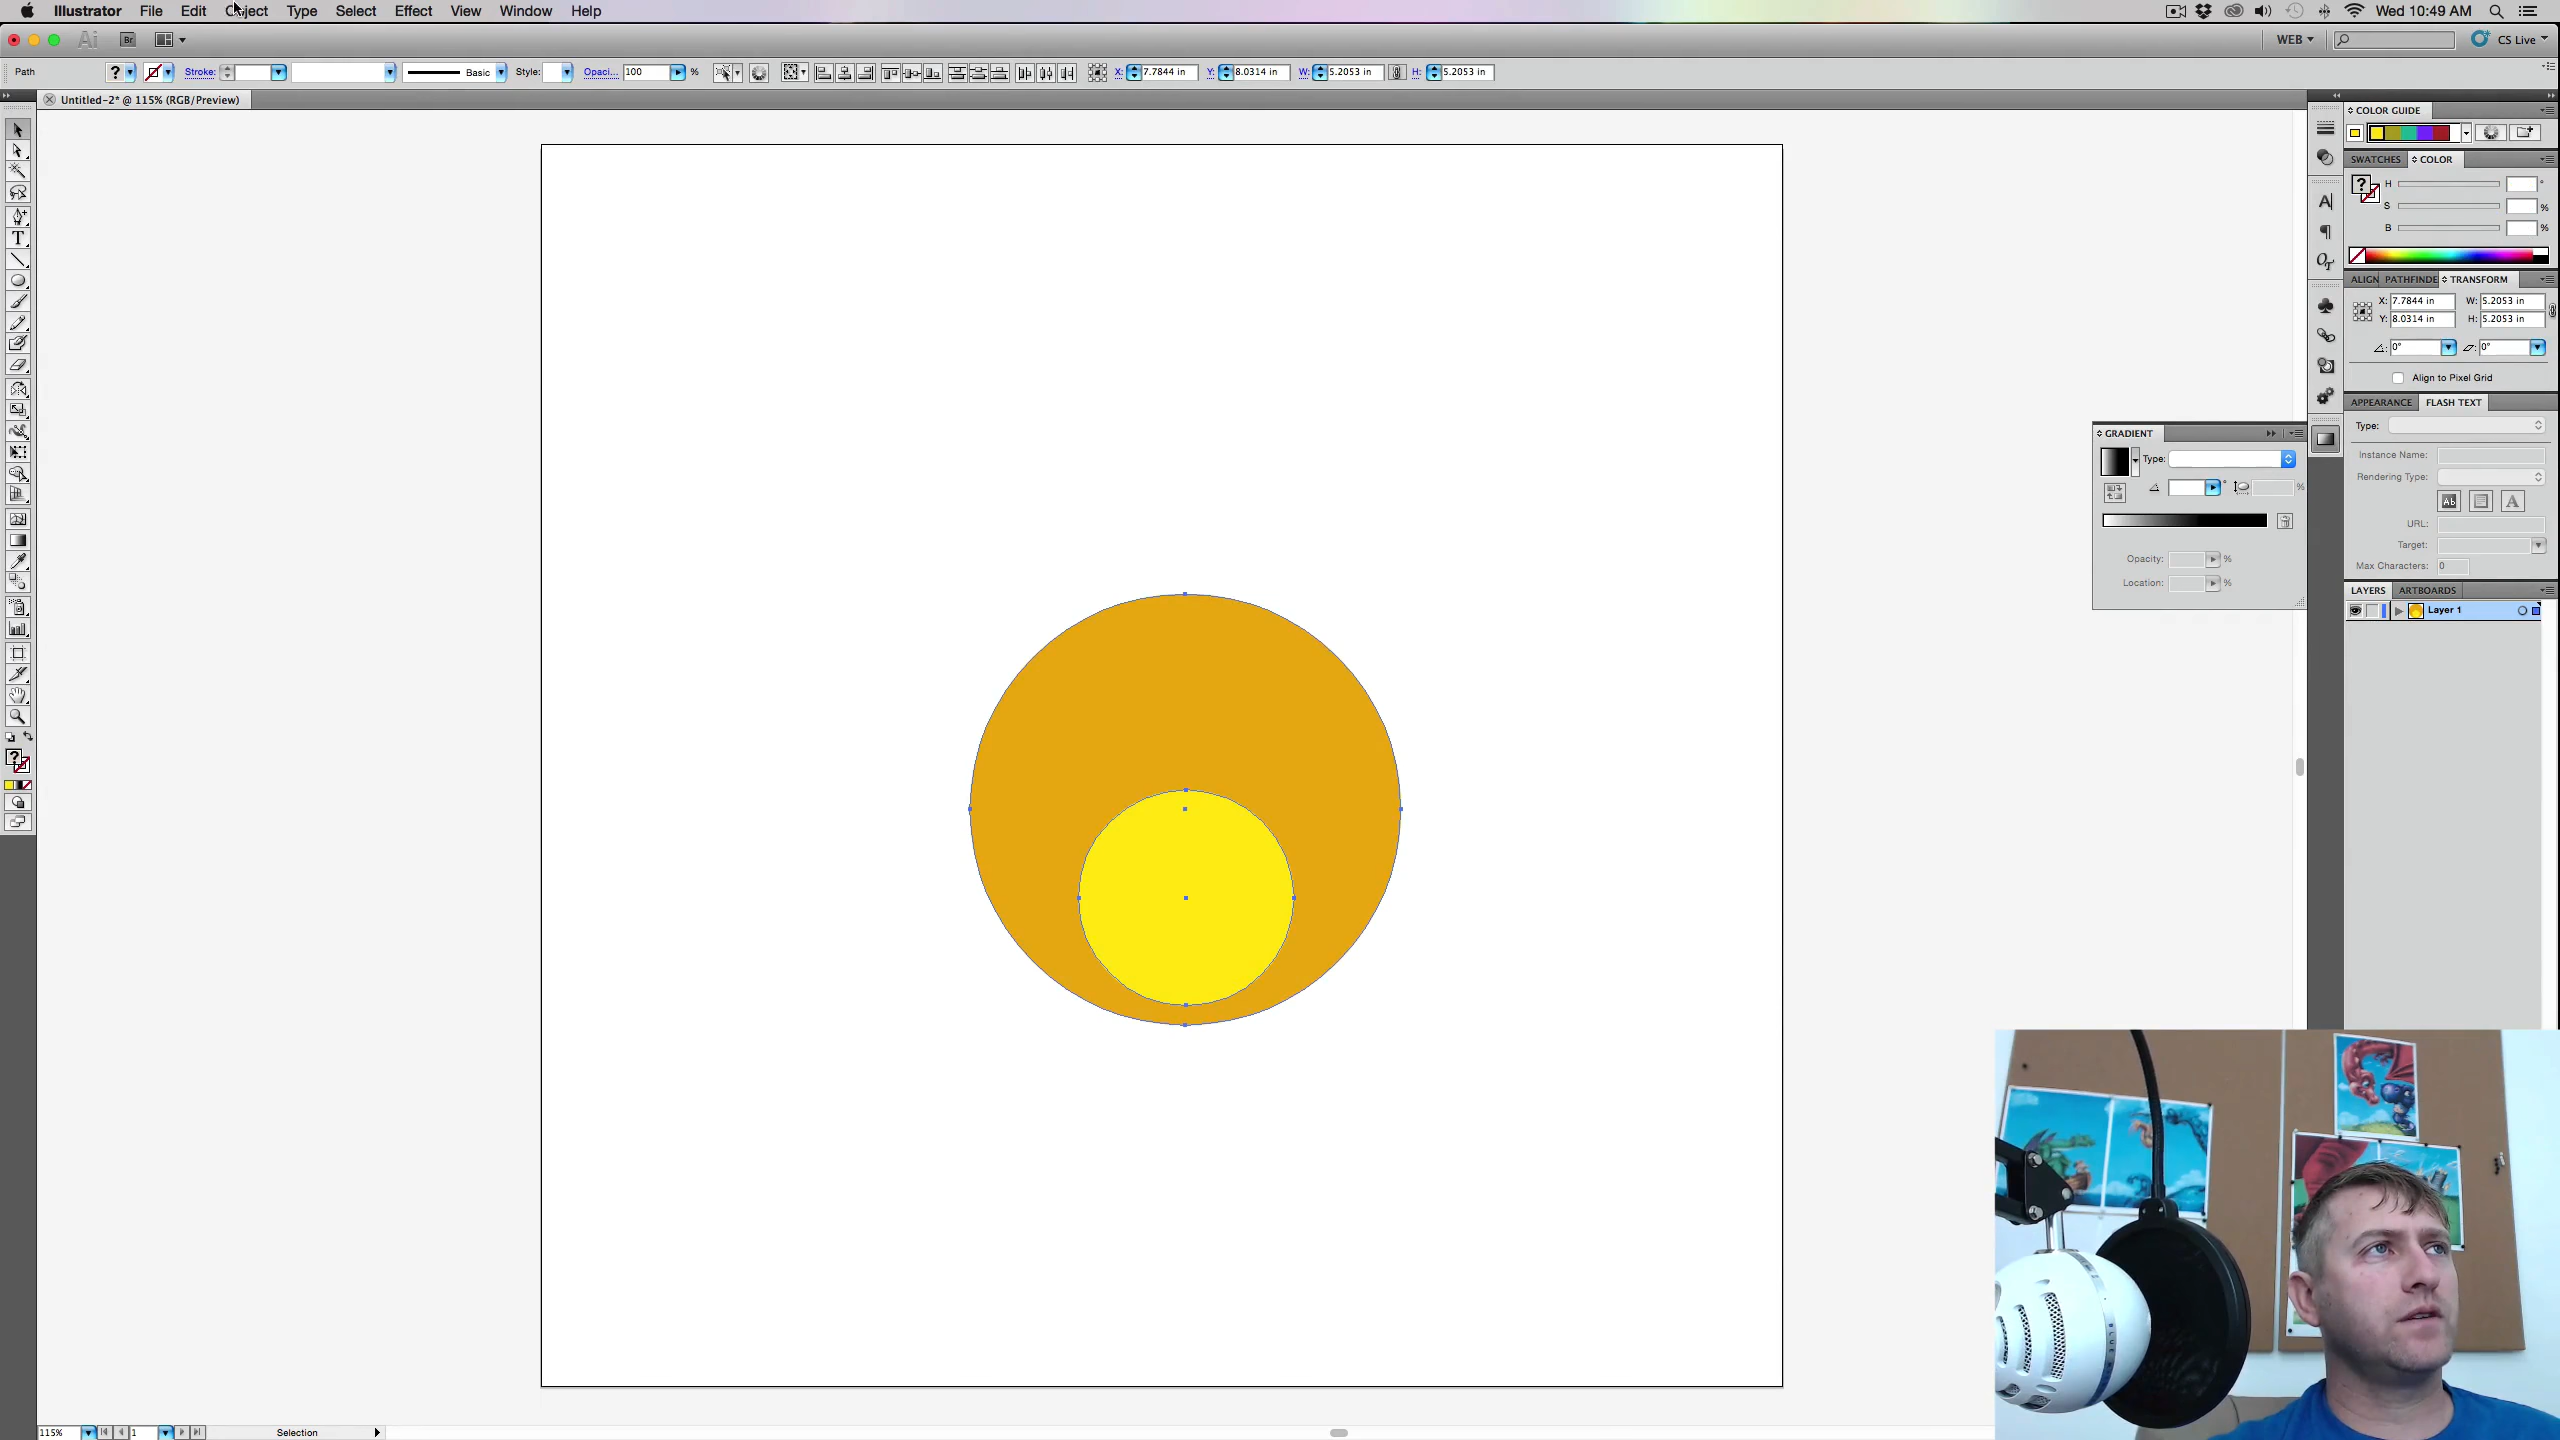 Illustrator File Edit Object Type Select Effect View Window Help Wed 10:49 AM
Ai Br WEB CS Live
Path ? Stroke: Basic Style: Opaci... 100 % X: 7.7844 in Y: 8.0314 in W: 5.2053 in H: 5.2053 in
Untitled-2* @ 115% (RGB/Preview)
COLOR GUIDE
SWATCHES COLOR
? H °
S %
B %
ALIGN PATHFINDE TRANSFORM
X: 7.7844 in W: 5.2053 in
Y: 8.0314 in H: 5.2053 in
0° 0°
Align to Pixel Grid
APPEARANCE FLASH TEXT
Type:
Instance Name:
Rendering Type:
Ab A
URL:
Target:
Max Characters: 0
LAYERS ARTBOARDS
Layer 1
GRADIENT
Type:
° %
Opacity: %
Location: %
T
?
BLUE
115% 1 Selection